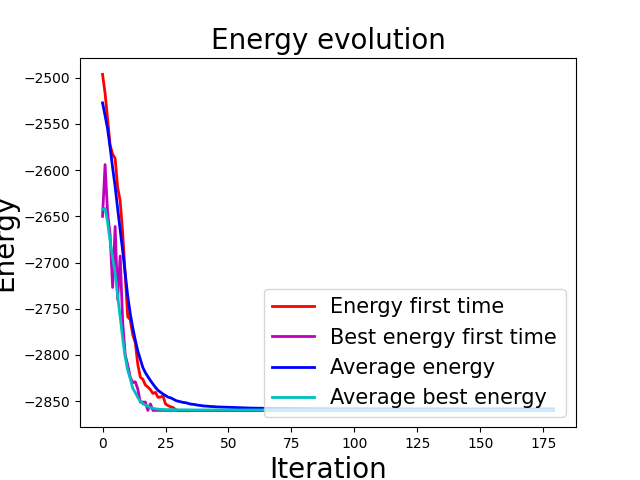 Energy evolution
Energy
−2500
−2550
−2600
−2650
−2700
−2750
−2800
−2850
Energy first time
Best energy first time
Average energy
Average best energy
0 25 50 75 100 125 150 175
Iteration